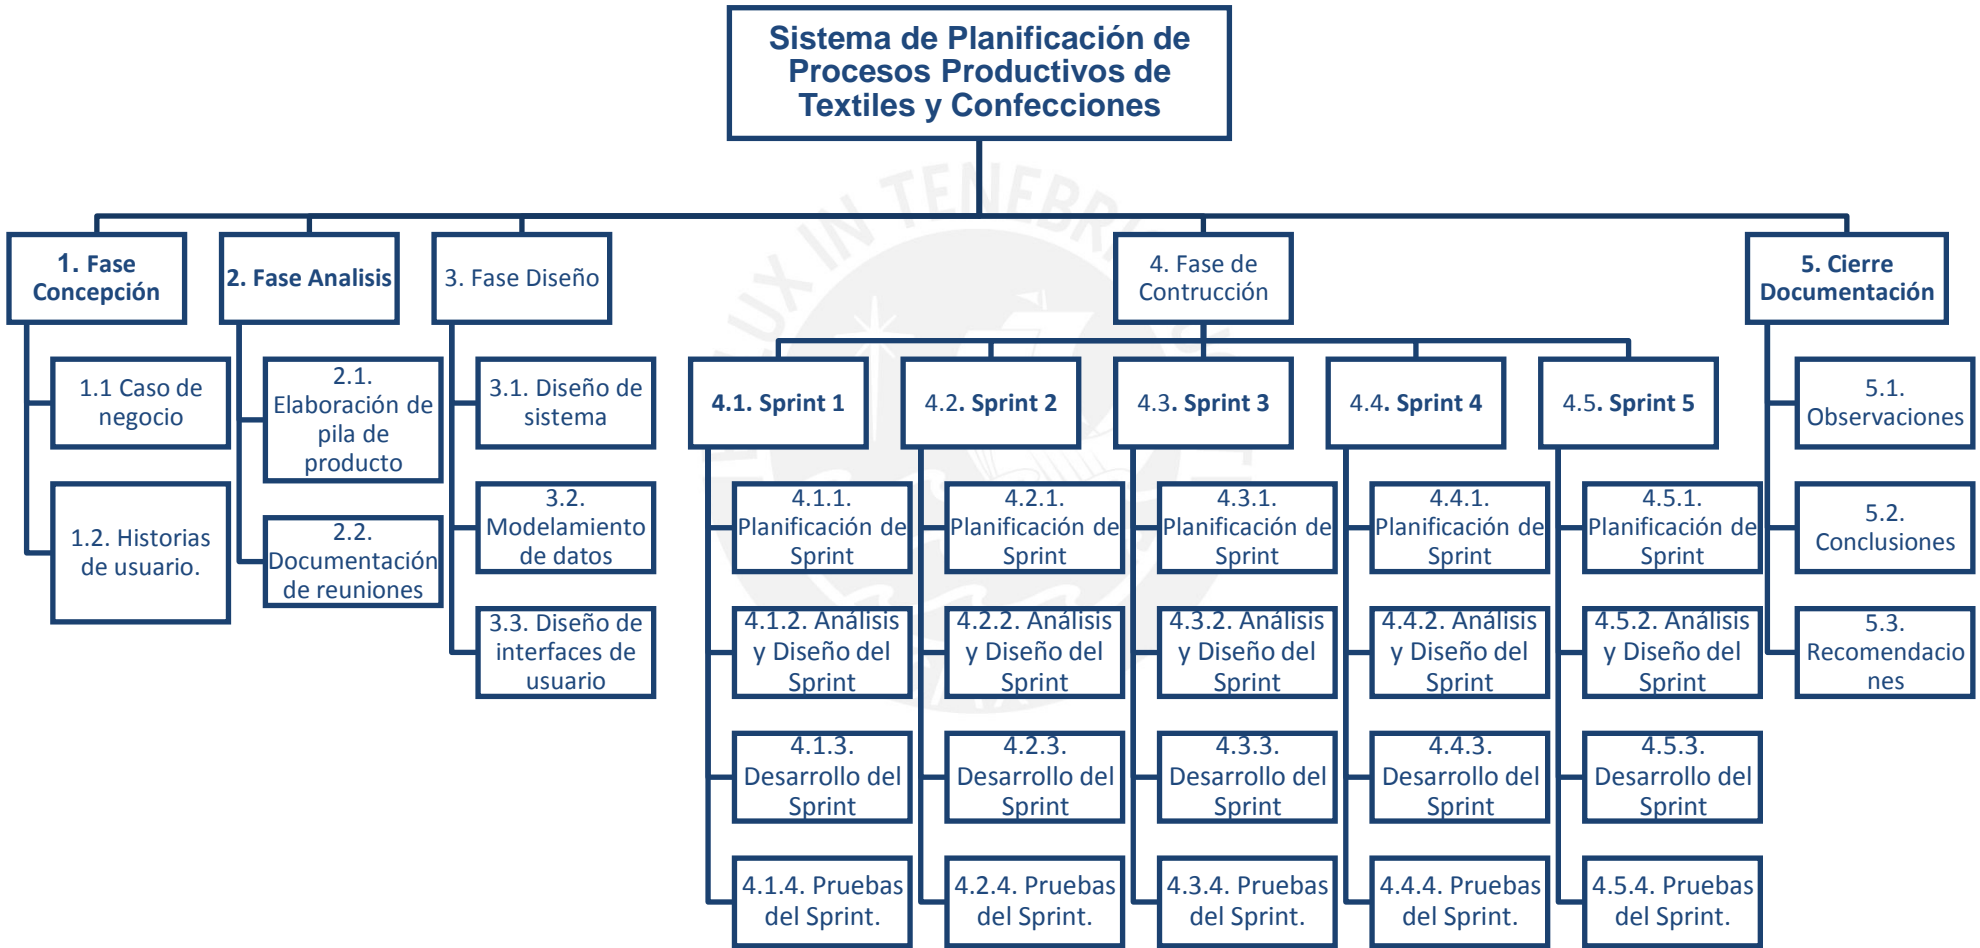 Sistema de Planificación de
Procesos Productivos de
Textiles y Confecciones
1. Fase
Concepción
2. Fase Analisis
3. Fase Diseño
4. Fase de
Contrucción
5. Cierre
Documentación
1.1 Caso de
negocio
1.2. Historias
de usuario.
2.1.
Elaboración de
pila de
producto
2.2.
Documentación
de reuniones
3.1. Diseño de
sistema
3.2.
Modelamiento
de datos
3.3. Diseño de
interfaces de
usuario
4.1. Sprint 1
4.1.1.
Planificación de
Sprint
4.1.2. Análisis
y Diseño del
Sprint
4.1.3.
Desarrollo del
Sprint
4.1.4. Pruebas
del Sprint.
4.2. Sprint 2
4.2.1.
Planificación de
Sprint
4.2.2. Análisis
y Diseño del
Sprint
4.2.3.
Desarrollo del
Sprint
4.2.4. Pruebas
del Sprint.
4.3. Sprint 3
4.3.1.
Planificación de
Sprint
4.3.2. Análisis
y Diseño del
Sprint
4.3.3.
Desarrollo del
Sprint
4.3.4. Pruebas
del Sprint.
4.4. Sprint 4
4.4.1.
Planificación de
Sprint
4.4.2. Análisis
y Diseño del
Sprint
4.4.3.
Desarrollo del
Sprint
4.4.4. Pruebas
del Sprint.
4.5. Sprint 5
4.5.1.
Planificación de
Sprint
4.5.2. Análisis
y Diseño del
Sprint
4.5.3.
Desarrollo del
Sprint
4.5.4. Pruebas
del Sprint.
5.1.
Observaciones
5.2.
Conclusiones
5.3.
Recomendacio
nes
LUX IN